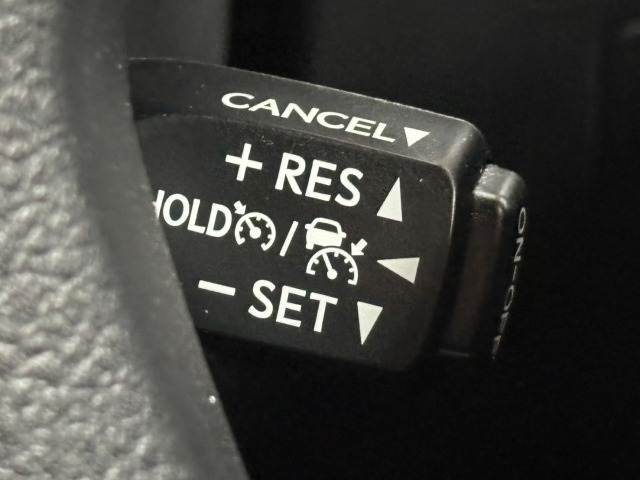 CANCEL▼
+ RES ▲
HOLD / ◀
− SET ▼
ON-OFF